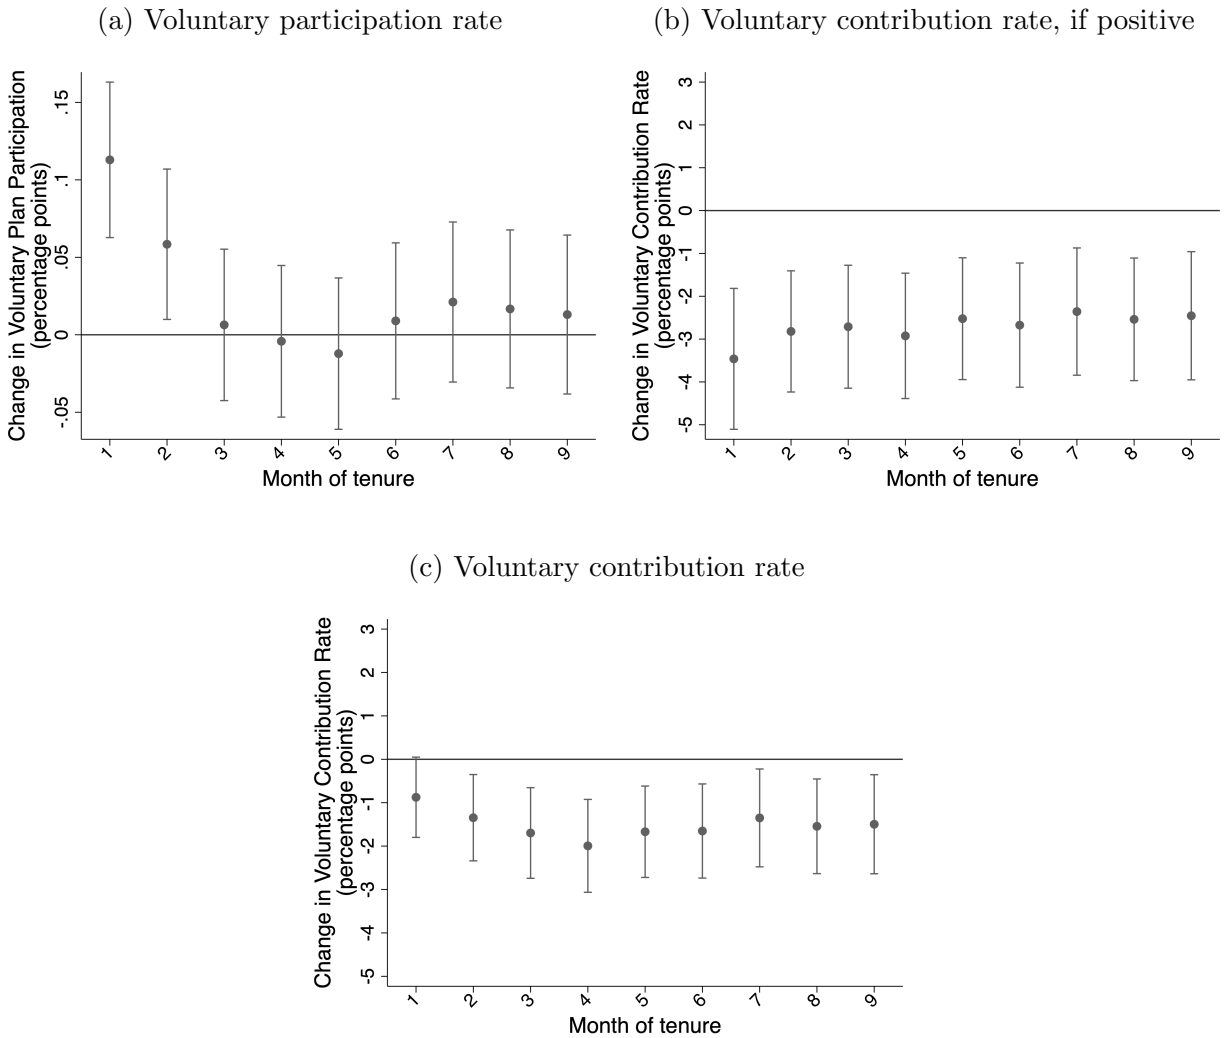 (a) Voluntary participation rate
Change in Voluntary Plan Participation
(percentage points)
.15
.1
.05
0
-.05
1 2 3 4 5 6 7 8 9
Month of tenure
(b) Voluntary contribution rate, if positive
Change in Voluntary Contribution Rate
(percentage points)
3
2
1
0
-1
-2
-3
-4
-5
1 2 3 4 5 6 7 8 9
Month of tenure
(c) Voluntary contribution rate
Change in Voluntary Contribution Rate
(percentage points)
3
2
1
0
-1
-2
-3
-4
-5
1 2 3 4 5 6 7 8 9
Month of tenure